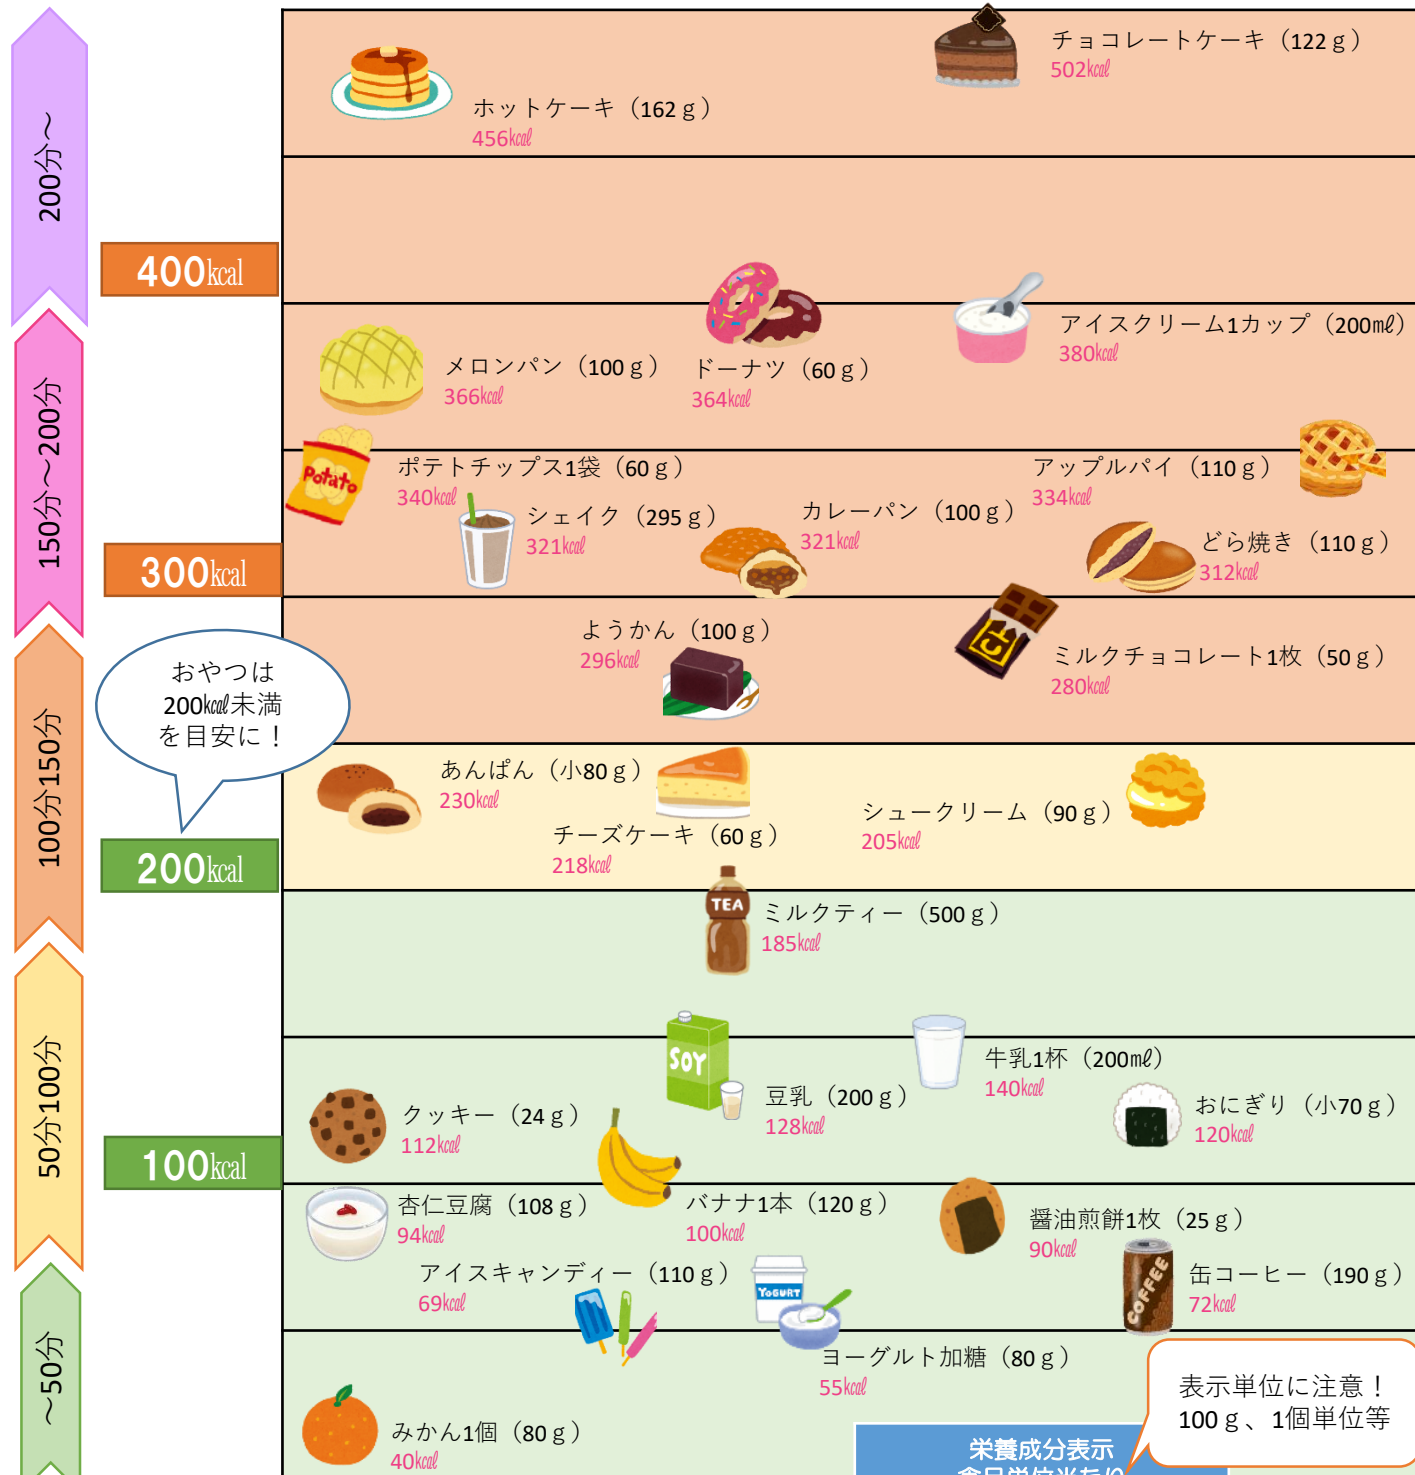 チョコレートケーキ（122ｇ）
502㎉
ホットケーキ（162ｇ）
456㎉
200分～
400kcal
アイスクリーム1カップ（200㎖）
380㎉
メロンパン（100ｇ）
366㎉
ドーナツ（60ｇ）
364㎉
150分～200分
Potato
ポテトチップス1袋（60ｇ）
340㎉
アップルパイ（110ｇ）
334㎉
シェイク（295ｇ）
321㎉
カレーパン（100ｇ）
321㎉
どら焼き（110ｇ）
312㎉
300kcal
ようかん（100ｇ）
296㎉
ミルクチョコレート1枚（50ｇ）
280㎉
おやつは
200㎉未満
を目安に！
100分150分
あんぱん（小80ｇ）
230㎉
チーズケーキ（60ｇ）
218㎉
シュークリーム（90ｇ）
205㎉
200kcal
TEA
ミルクティー（500ｇ）
185㎉
50分100分
SOY
牛乳1杯（200㎖）
140㎉
豆乳（200ｇ）
128㎉
おにぎり（小70ｇ）
120㎉
クッキー（24ｇ）
112㎉
100kcal
杏仁豆腐（108ｇ）
94㎉
バナナ1本（120ｇ）
100㎉
醤油煎餅1枚（25ｇ）
90㎉
アイスキャンディー（110ｇ）
69㎉
YOGURT
COFFEE
缶コーヒー（190ｇ）
72㎉
～50分
ヨーグルト加糖（80ｇ）
55㎉
みかん1個（80ｇ）
40㎉
表示単位に注意！
100ｇ、1個単位等
栄養成分表示
食品単位当たり